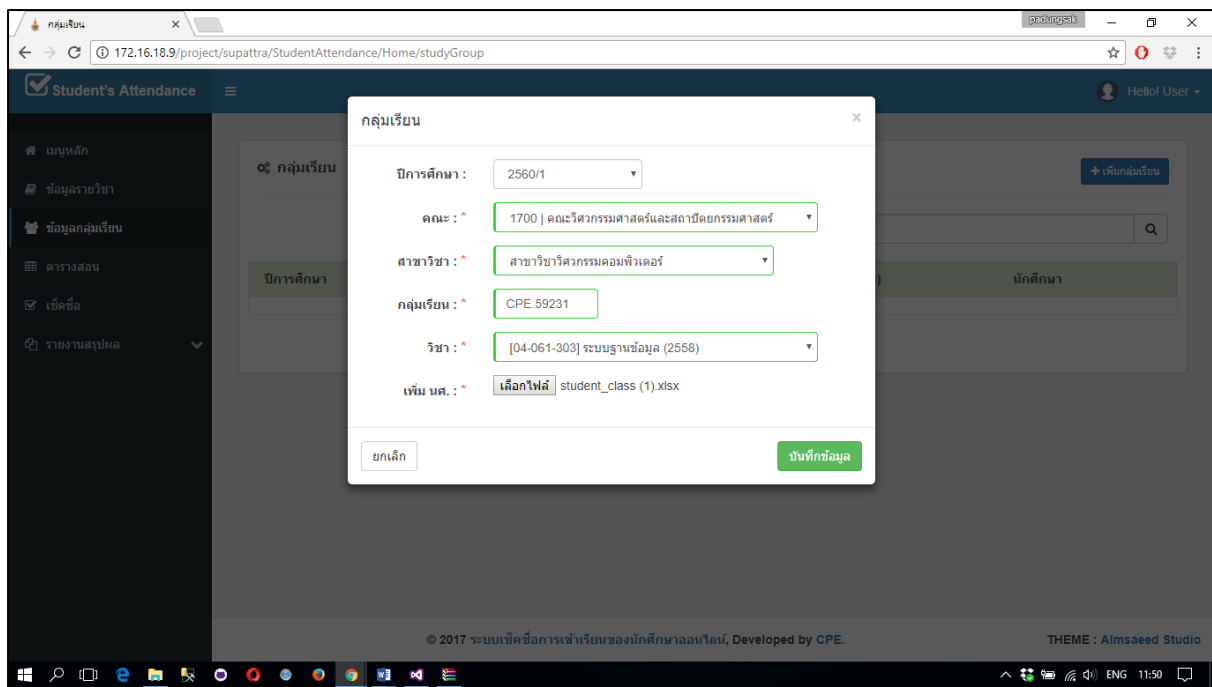 กลุ่มเรียน
padungsak
172.16.18.9/project/supattra/StudentAttendance/Home/studyGroup
Student's Attendance
Hello! User
กลุ่มเรียน
เมนูหลัก
ข้อมูลรายวิชา
ข้อมูลกลุ่มเรียน
ตารางสอน
เช็คชื่อ
รายงานสรุปผล
กลุ่มเรียน
+ เพิ่มกลุ่มเรียน
ปีการศึกษา
)
นักศึกษา
ปีการศึกษา : 2560/1
คณะ : * 1700 | คณะวิศวกรรมศาสตร์และสถาปัตยกรรมศาสตร์
สาขาวิชา : * สาขาวิชาวิศวกรรมคอมพิวเตอร์
กลุ่มเรียน : * CPE.59231
วิชา : * [04-061-303] ระบบฐานข้อมูล (2558)
เพิ่ม นศ. : * เลือกไฟล์ student_class (1).xlsx
ยกเลิก
บันทึกข้อมูล
© 2017 ระบบเช็คชื่อการเข้าเรียนของนักศึกษาออนไลน์, Developed by CPE.
THEME : Almsaeed Studio
ENG 11:50